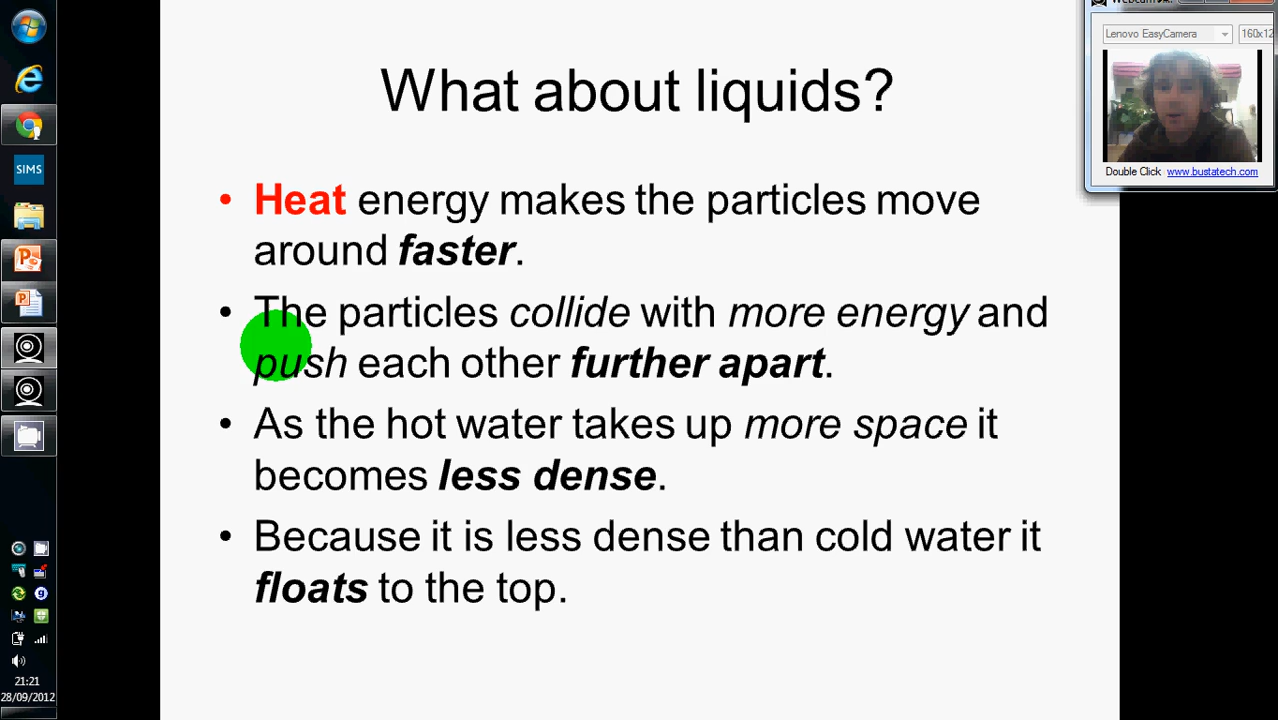 What about liquids?
• Heat energy makes the particles move
around faster.
• The particles collide with more energy and
push each other further apart.
• As the hot water takes up more space it
becomes less dense.
• Because it is less dense than cold water it
floats to the top.
Lenovo EasyCamera
160x12
Double Click www.bustatech.com
SIMS
21:21
28/09/2012